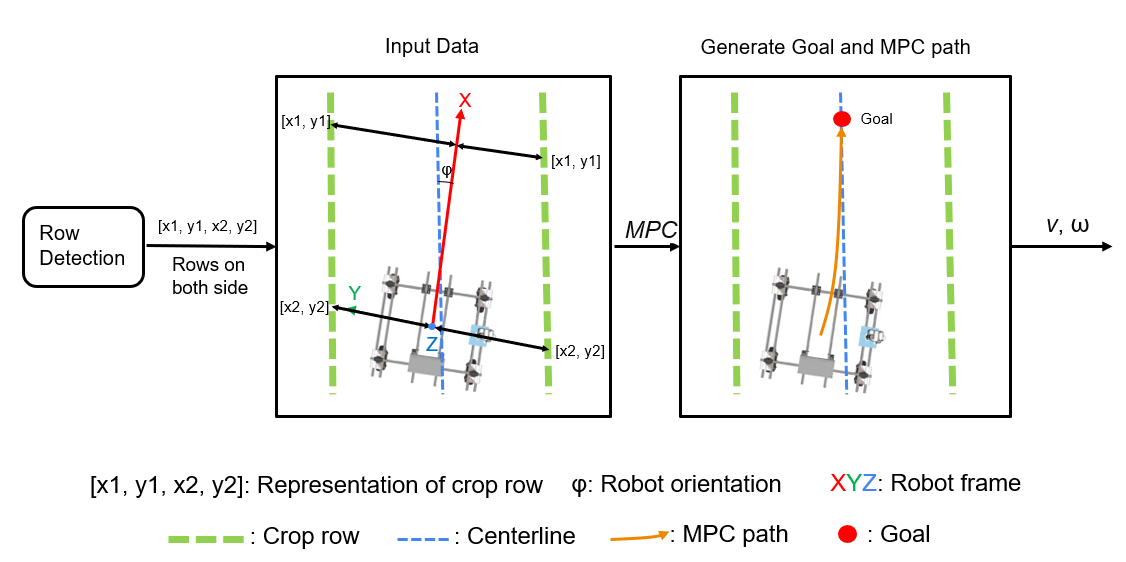 Input Data
Generate Goal and MPC path
X
[x1, y1]
[x1, y1]
φ
Goal
Row
Detection
[x1, y1, x2, y2]
Rows on
both side
MPC
v, ω
Y
[x2, y2]
Z
[x2, y2]
[x1, y1, x2, y2]: Representation of crop row
φ: Robot orientation
XYZ: Robot frame
: Crop row
: Centerline
: MPC path
: Goal